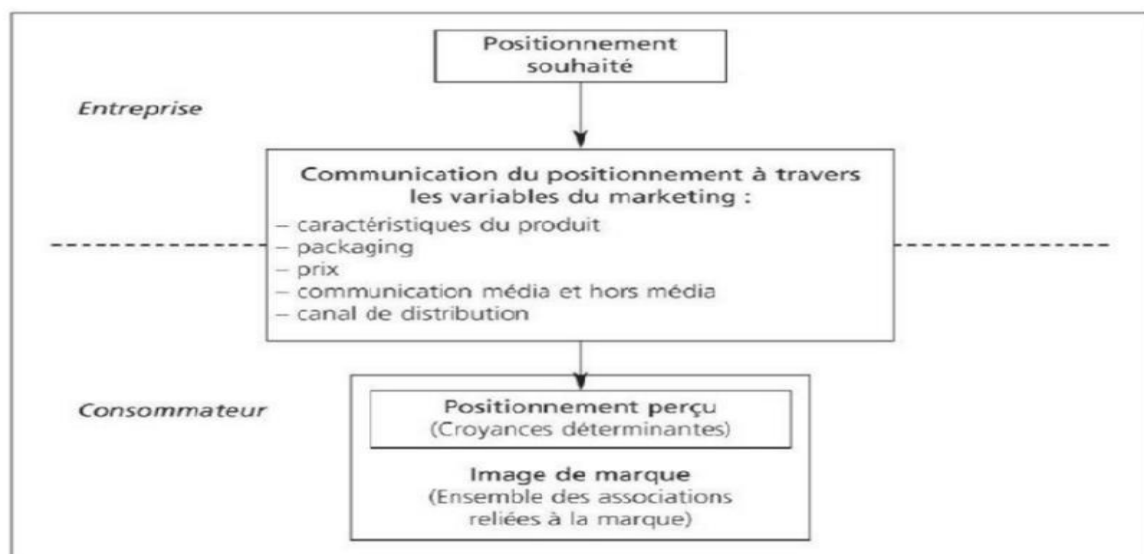 Positionnement
souhaité
Entreprise
Communication du positionnement à travers
les variables du marketing :
– caractéristiques du produit
– packaging
– prix
– communication média et hors média
– canal de distribution
Consommateur
Positionnement perçu
(Croyances déterminantes)
Image de marque
(Ensemble des associations
reliées à la marque)